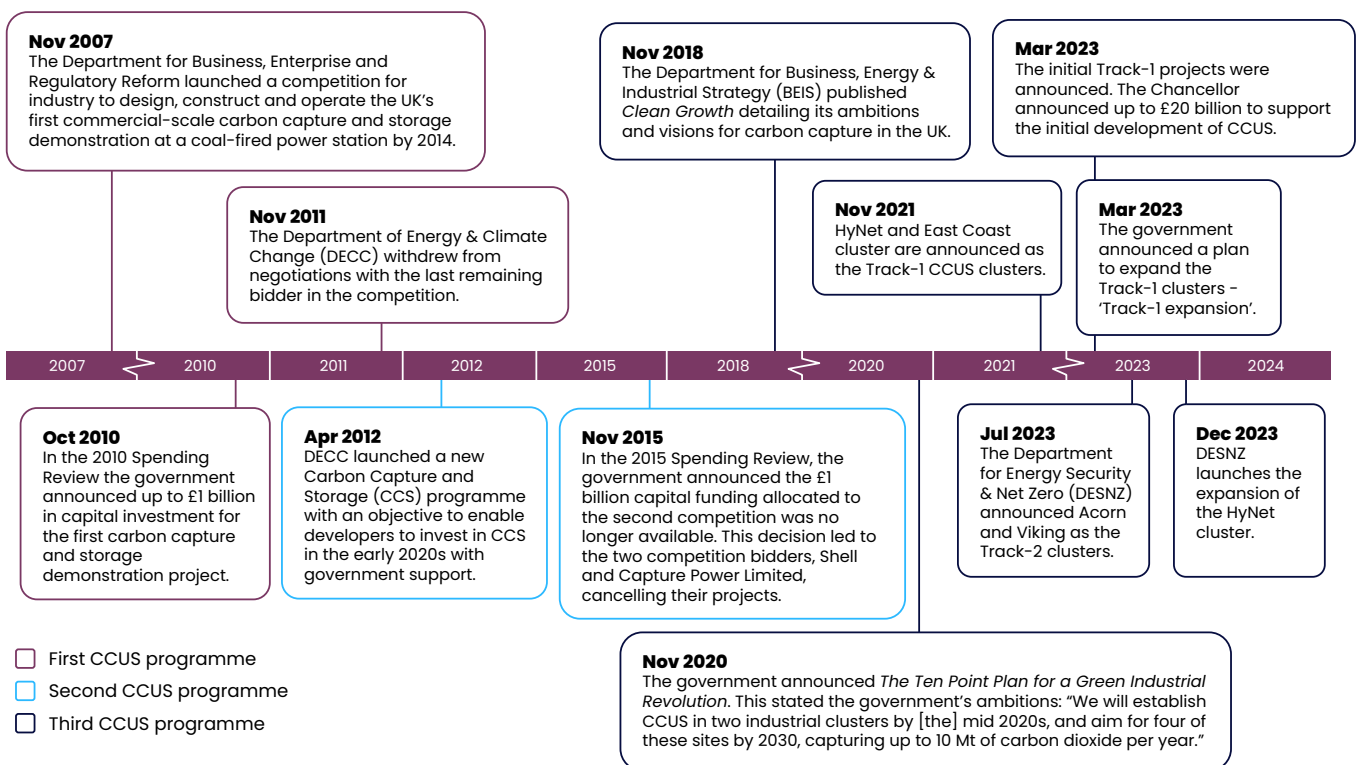 Nov 2007
The Department for Business, Enterprise and
Regulatory Reform launched a competition for
industry to design, construct and operate the UK's
first commercial-scale carbon capture and storage
demonstration at a coal-fired power station by 2014.
Nov 2018
The Department for Business, Energy &
Industrial Strategy (BEIS) published
Clean Growth detailing its ambitions
and visions for carbon capture in the UK.
Mar 2023
The initial Track-1 projects were
announced. The Chancellor
announced up to £20 billion to support
the initial development of CCUS.
Nov 2011
The Department of Energy & Climate
Change (DECC) withdrew from
negotiations with the last remaining
bidder in the competition.
Nov 2021
HyNet and East Coast
cluster are announced as
the Track-1 CCUS clusters.
Mar 2023
The government
announced a plan
to expand the
Track-1 clusters -
‘Track-1 expansion’.
2007 2010 2011 2012 2015 2018 2020 2021 2023 2024
Oct 2010
In the 2010 Spending
Review the government
announced up to £1 billion
in capital investment for
the first carbon capture
and storage
demonstration project.
Apr 2012
DECC launched a new
Carbon Capture and
Storage (CCS) programme
with an objective to enable
developers to invest in CCS
in the early 2020s with
government support.
Nov 2015
In the 2015 Spending Review, the
government announced the £1
billion capital funding allocated to
the second competition was no
longer available. This decision led to
the two competition bidders, Shell
and Capture Power Limited,
cancelling their projects.
Jul 2023
The Department
for Energy Security
& Net Zero (DESNZ)
announced Acorn
and Viking as the
Track-2 clusters.
Dec 2023
DESNZ
launches the
expansion of
the HyNet
cluster.
Nov 2020
The government announced The Ten Point Plan for a Green Industrial
Revolution. This stated the government's ambitions: “We will establish
CCUS in two industrial clusters by [the] mid 2020s, and aim for four of
these sites by 2030, capturing up to 10 Mt of carbon dioxide per year.”
First CCUS programme
Second CCUS programme
Third CCUS programme